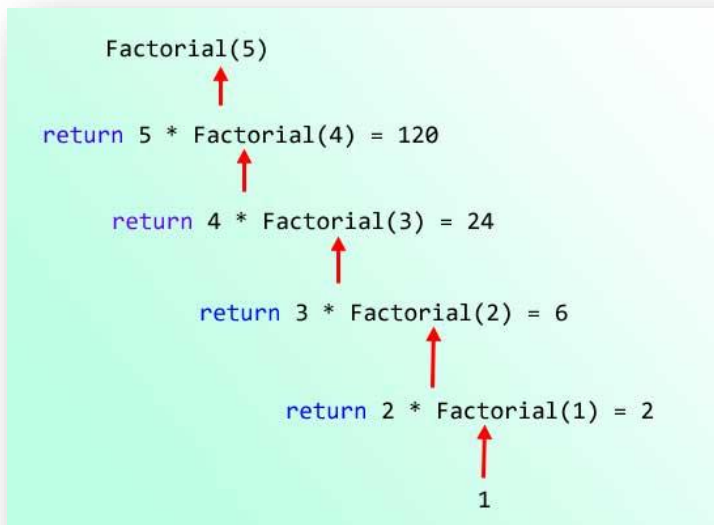 Factorial(5)
return 5 * Factorial(4) = 120
return 4 * Factorial(3) = 24
return 3 * Factorial(2) = 6
return 2 * Factorial(1) = 2
1